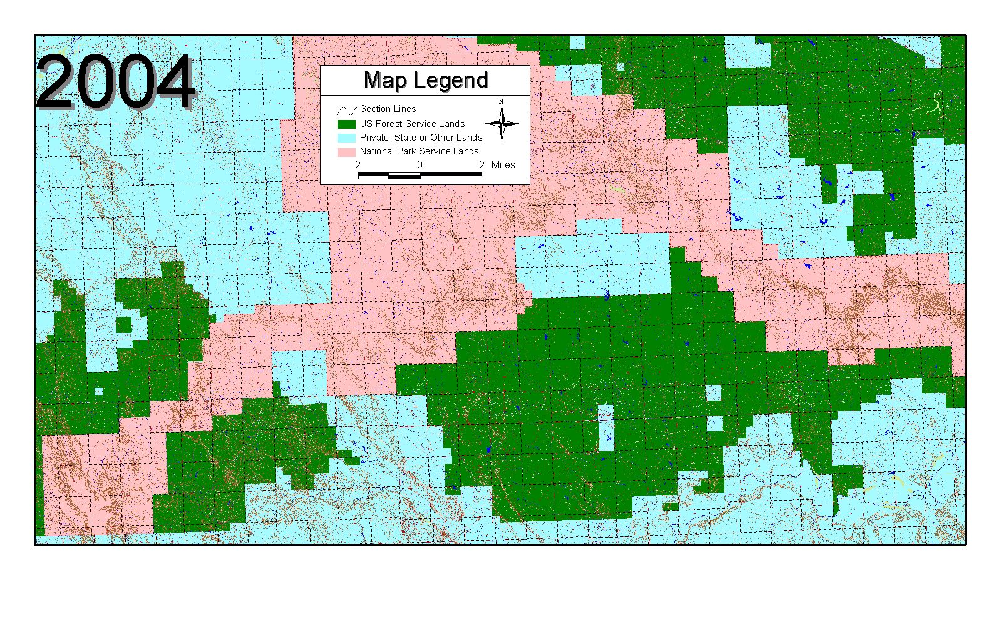 2004
Map Legend
N
Section Lines
US Forest Service Lands
Private, State or Other Lands
National Park Service Lands
2 0 2 Miles